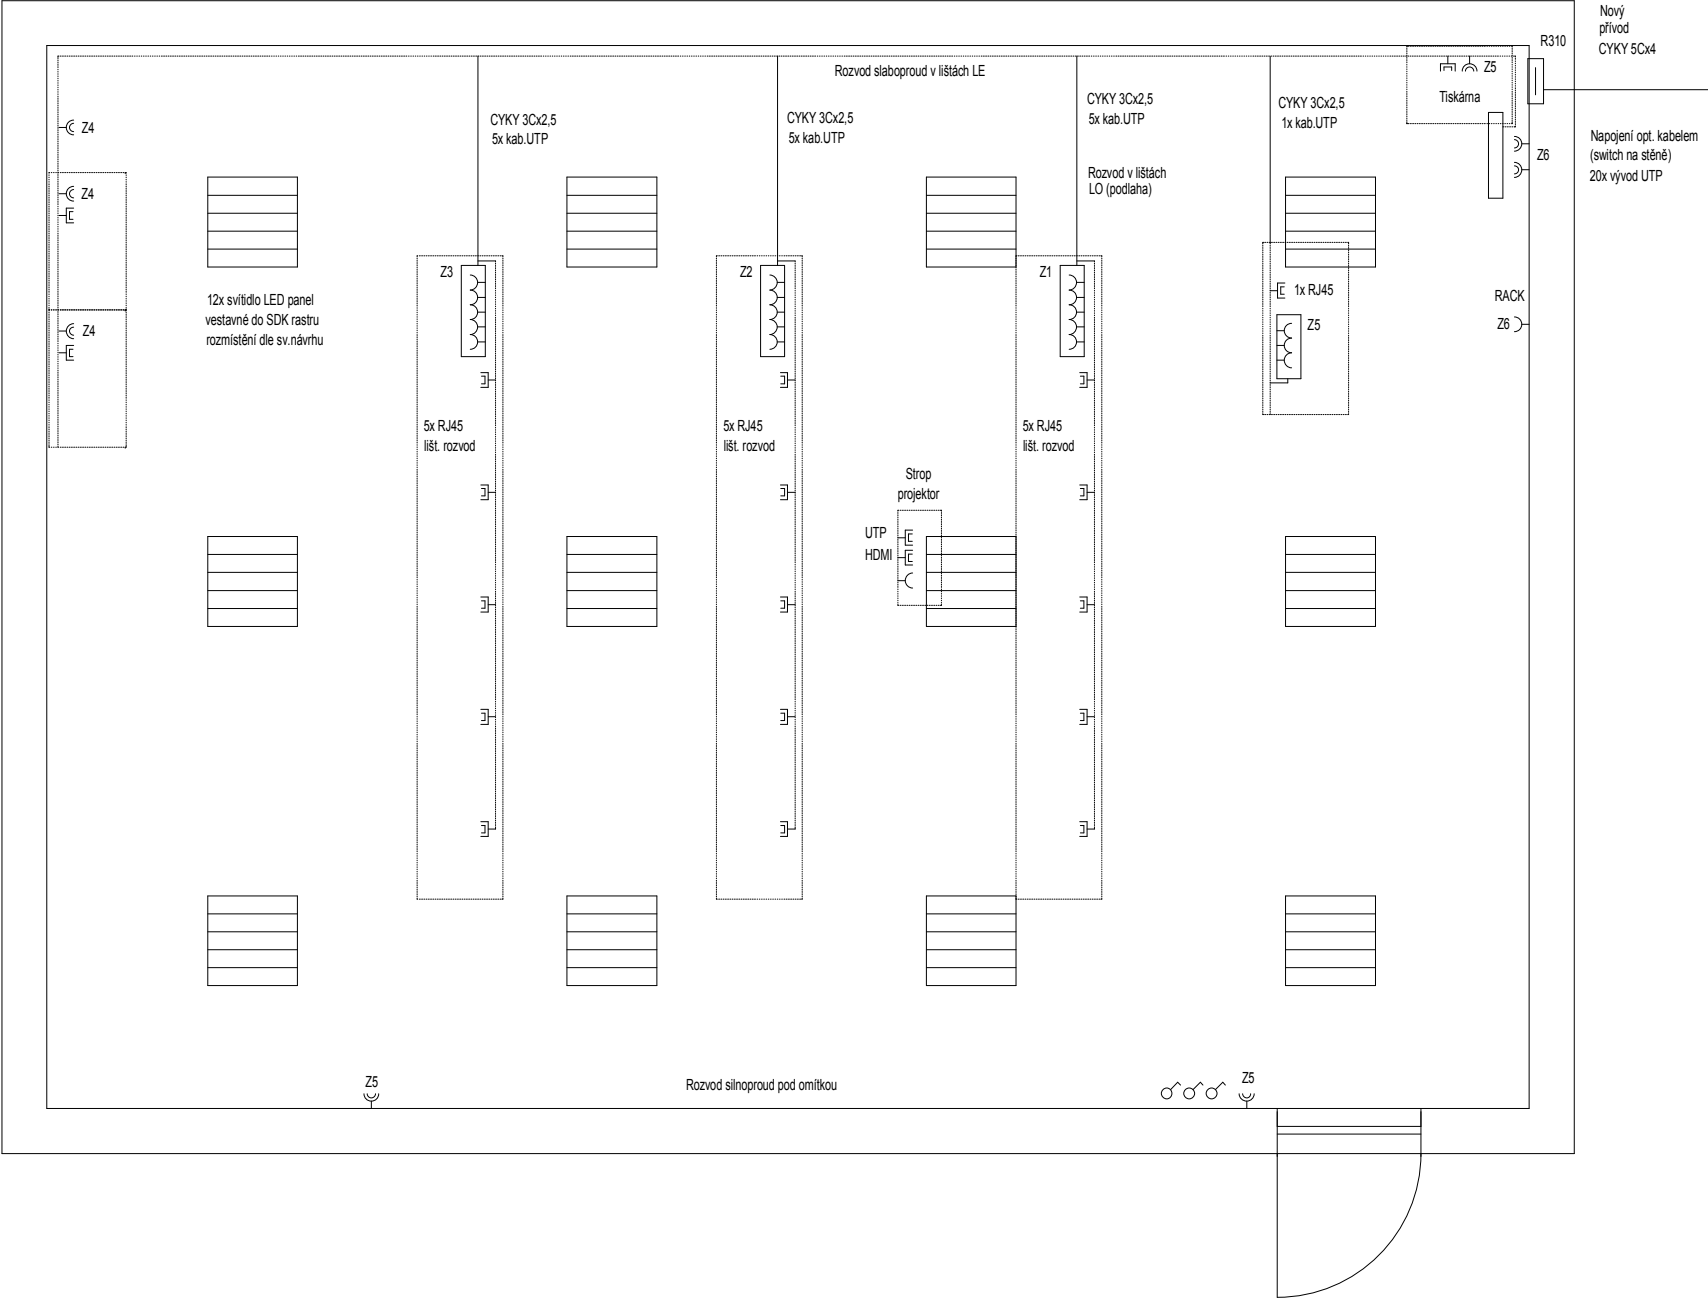 Nový
přívod
CYKY 5Cx4
R310
Rozvod slaboproud v lištách LE
Z5
Tiskárna
CYKY 3Cx2,5
5x kab.UTP
CYKY 3Cx2,5
5x kab.UTP
CYKY 3Cx2,5
5x kab.UTP
CYKY 3Cx2,5
1x kab.UTP
Z4
Napojení opt. kabelem
(switch na stěně)
20x vývod UTP
Z6
Rozvod v lištách
LO (podlaha)
Z4
Z3
Z2
Z1
1x RJ45
12x svítidlo LED panel
vestavné do SDK rastru
rozmístění dle sv.návrhu
RACK
Z6
Z5
Z4
5x RJ45
lišt. rozvod
5x RJ45
lišt. rozvod
5x RJ45
lišt. rozvod
Strop
projektor
UTP
HDMI
Z5
Rozvod silnoproud pod omítkou
Z5